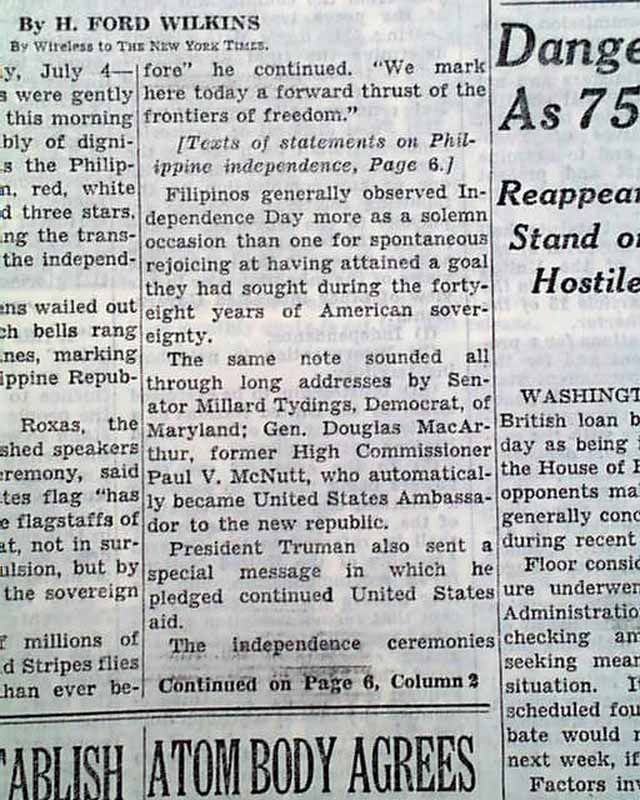 By H. FORD WILKINS
By Wireless to THE NEW YORK TIMES.
y, July 4—
s were gently
this morning
bly of digni-
s the Philip-
n, red, white
d three stars,
ng the trans-
the independ-
ens wailed out
ch bells rang
nes, marking
ippine Repub-
Roxas, the
shed speakers
eremony, said
tes flag “has
e flagstaffs of
at, not in sur-
ulsion, but by
the sovereign
f millions of
d Stripes flies
han ever be-
fore” he continued. “We mark
here today a forward thrust of the
frontiers of freedom.”
[Texts of statements on Phil-
ippine independence, Page 6.]
Filipinos generally observed In-
dependence Day more as a solemn
occasion than one for spontaneous
rejoicing at having attained a goal
they had sought during the forty-
eight years of American sover-
eignty.
The same note sounded all
through long addresses by Sen-
ator Millard Tydings, Democrat, of
Maryland; Gen. Douglas MacAr-
thur, former High Commissioner
Paul V. McNutt, who automatical-
ly became United States Ambassa-
dor to the new republic.
President Truman also sent a
special message in which he
pledged continued United States
aid.
The independence ceremonies
Continued on Page 6, Column 2
Dange
As 75
Reappear
Stand o
Hostile
WASHINGT
British loan b
day as being
the House of R
opponents ma
generally conc
during recent
Floor consid
ure underwen
Administratio
checking an
seeking mean
situation. I
scheduled fou
bate would
next week, if
Factors inv
TABLISH
ATOM BODY AGREES